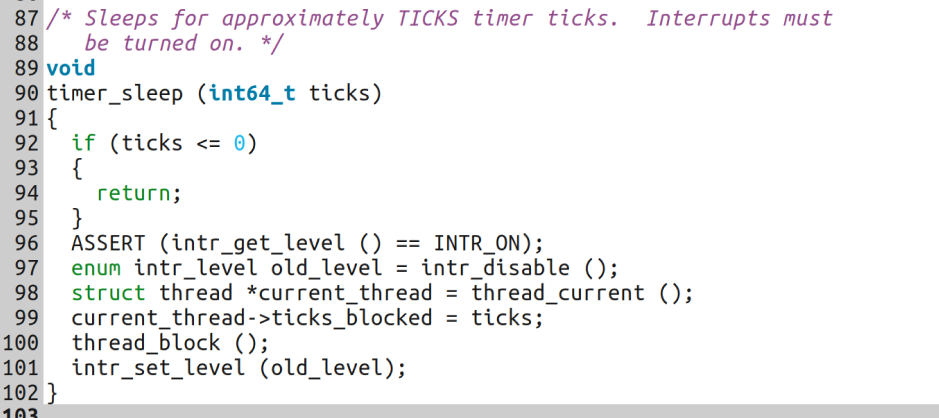 87 /* Sleeps for approximately TICKS timer ticks.  Interrupts must
88    be turned on. */
89 void
90 timer_sleep (int64_t ticks)
91 {
92   if (ticks <= 0)
93   {
94     return;
95   }
96   ASSERT (intr_get_level () == INTR_ON);
97   enum intr_level old_level = intr_disable ();
98   struct thread *current_thread = thread_current ();
99   current_thread->ticks_blocked = ticks;
100   thread_block ();
101   intr_set_level (old_level);
102 }
103